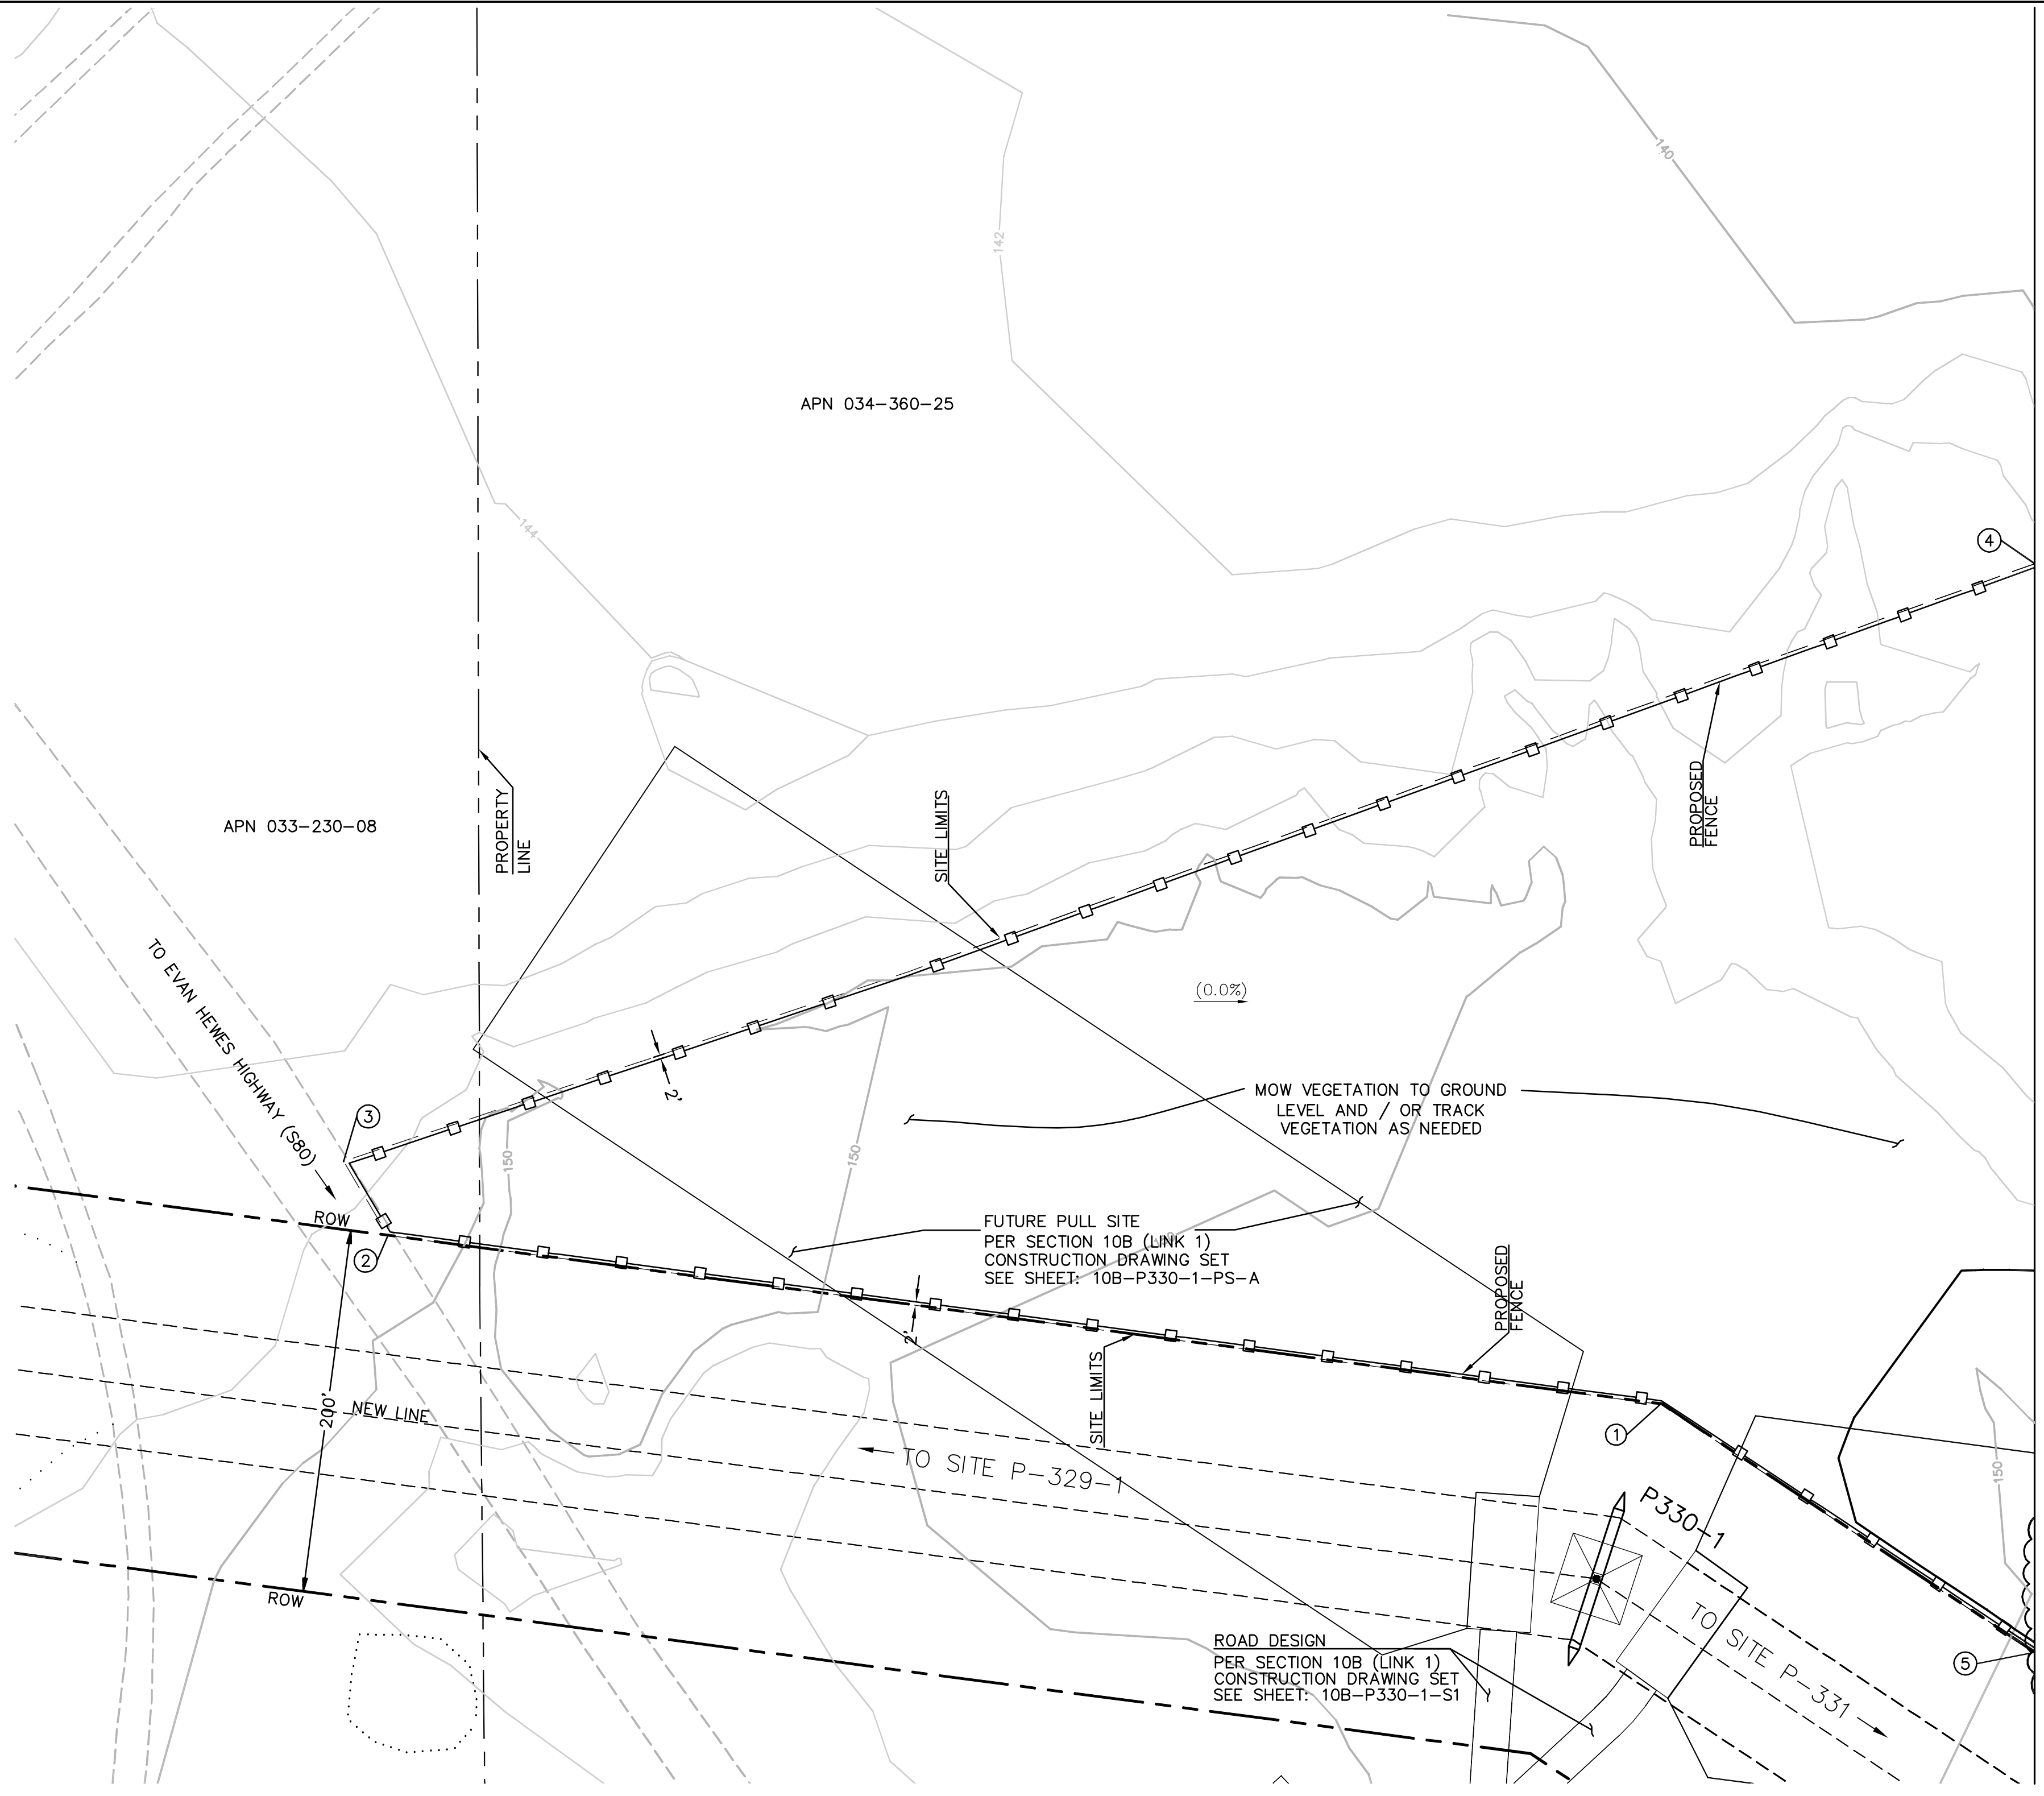 140
142
APN 034-360-25
144
4
PROPERTY
LINE
SITE LIMITS
PROPOSED
FENCE
APN 033-230-08
TO EVAN HEWES HIGHWAY (S80)
(0.0%)
2'
3
150
150
MOW VEGETATION TO GROUND
LEVEL AND / OR TRACK
VEGETATION AS NEEDED
ROW
2
FUTURE PULL SITE
PER SECTION 10B (LINK 1)
CONSTRUCTION DRAWING SET
SEE SHEET: 10B-P330-1-PS-A
PROPOSED
FENCE
2'
SITE LIMITS
200'
NEW LINE
1
TO SITE P-329-1
150
P330-1
ROW
ROAD DESIGN
PER SECTION 10B (LINK 1)
CONSTRUCTION DRAWING SET
SEE SHEET: 10B-P330-1-S1
TO SITE P-331
5